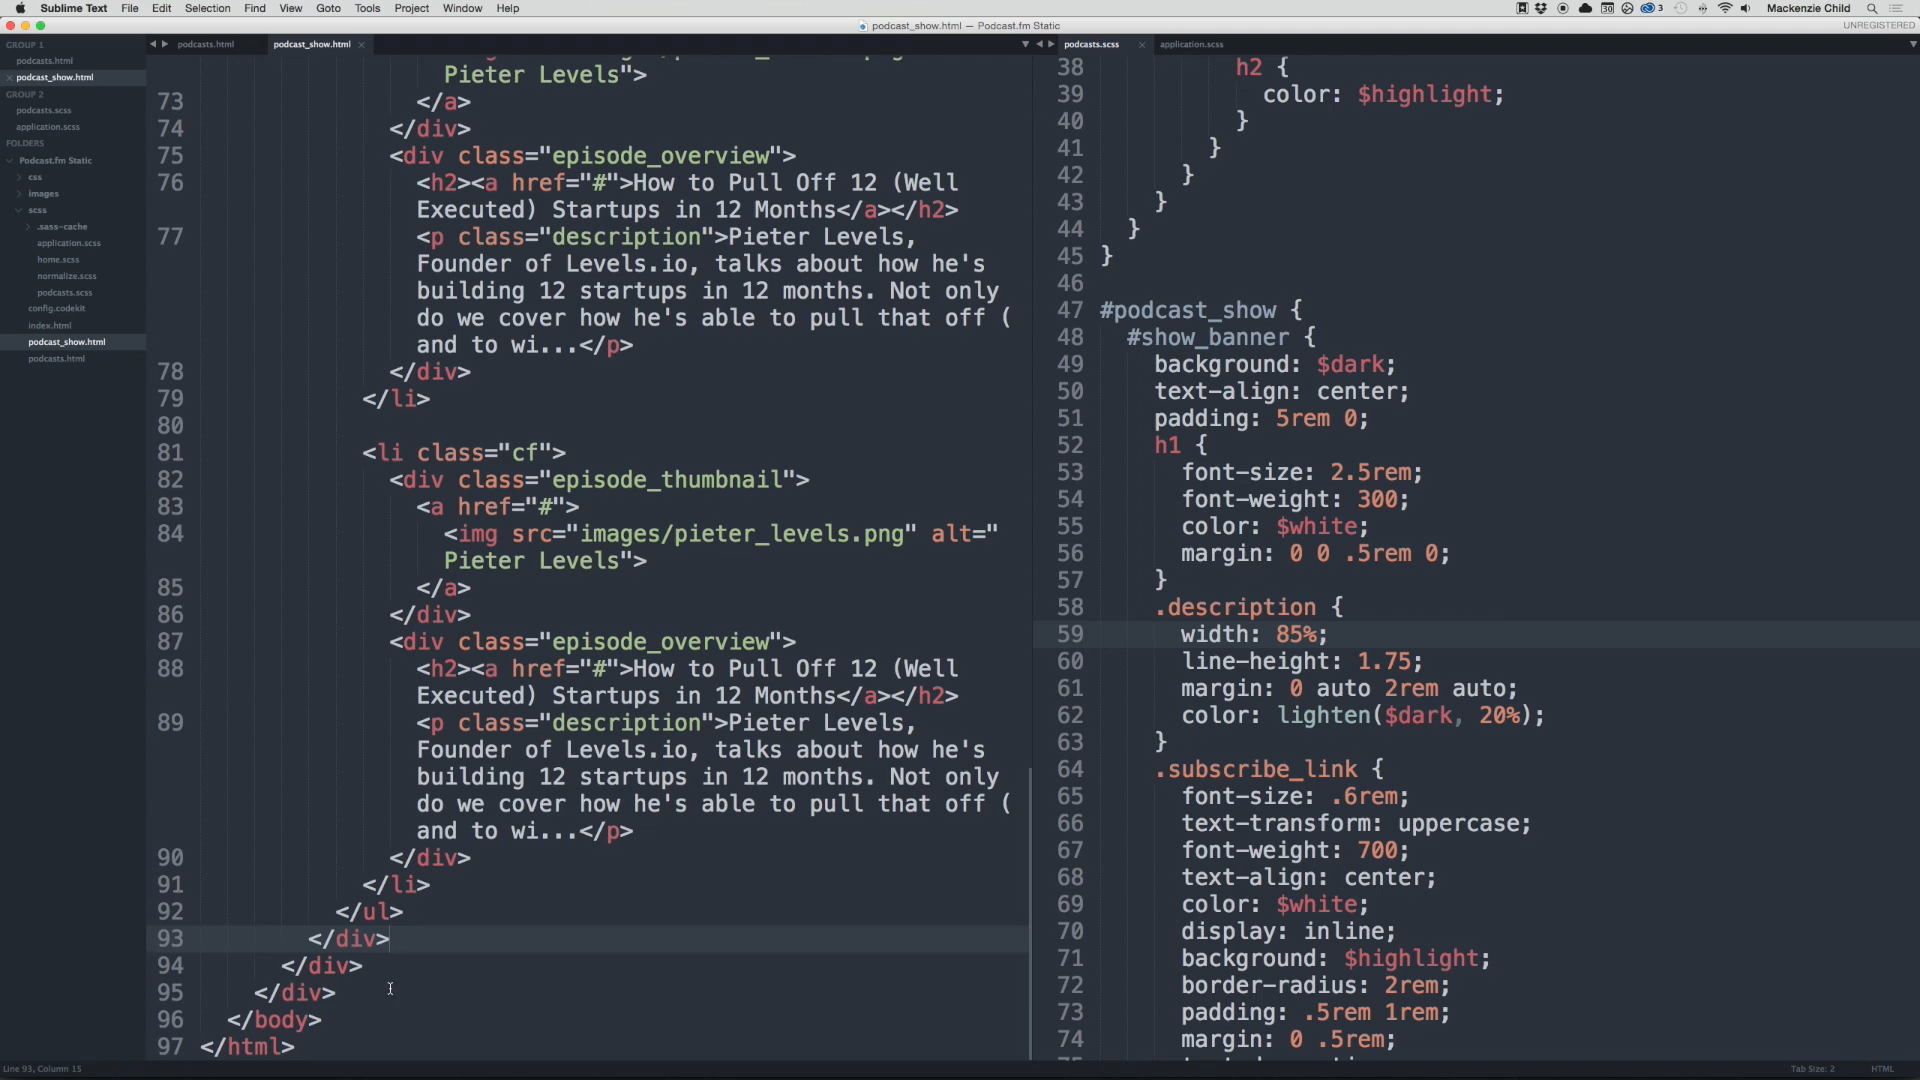 Sublime Text File Edit Selection Find View Goto Tools Project Window Help
30 3 Mackenzie Child
podcast_show.html — Podcast.fm Static
UNREGISTERED
GROUP 1
podcasts.html
podcast_show.html
GROUP 2
podcasts.scss
application.scss
FOLDERS
Podcast.fm Static
css
images
scss
.sass-cache
application.scss
home.scss
normalize.scss
podcasts.scss
config.codekit
index.html
podcast_show.html
podcasts.html
podcasts.html podcast_show.html
Pieter Levels">
73 </a>
74 </div>
75 <div class="episode_overview">
76 <h2><a href="#">How to Pull Off 12 (Well
Executed) Startups in 12 Months</a></h2>
77 <p class="description">Pieter Levels,
Founder of Levels.io, talks about how he's
building 12 startups in 12 months. Not only
do we cover how he's able to pull that off (
and to wi...</p>
78 </div>
79 </li>
80
81 <li class="cf">
82 <div class="episode_thumbnail">
83 <a href="#">
84 <img src="images/pieter_levels.png" alt="
Pieter Levels">
85 </a>
86 </div>
87 <div class="episode_overview">
88 <h2><a href="#">How to Pull Off 12 (Well
Executed) Startups in 12 Months</a></h2>
89 <p class="description">Pieter Levels,
Founder of Levels.io, talks about how he's
building 12 startups in 12 months. Not only
do we cover how he's able to pull that off (
and to wi...</p>
90 </div>
91 </li>
92 </ul>
93 </div>
94 </div>
95 </div>
96 </body>
97 </html>
podcasts.scss application.scss
38 h2 {
39 color: $highlight;
40 }
41 }
42 }
43 }
44 }
45 }
46
47 #podcast_show {
48 #show_banner {
49 background: $dark;
50 text-align: center;
51 padding: 5rem 0;
52 h1 {
53 font-size: 2.5rem;
54 font-weight: 300;
55 color: $white;
56 margin: 0 0 .5rem 0;
57 }
58 .description {
59 width: 85%;
60 line-height: 1.75;
61 margin: 0 auto 2rem auto;
62 color: lighten($dark, 20%);
63 }
64 .subscribe_link {
65 font-size: .6rem;
66 text-transform: uppercase;
67 font-weight: 700;
68 text-align: center;
69 color: $white;
70 display: inline;
71 background: $highlight;
72 border-radius: 2rem;
73 padding: .5rem 1rem;
74 margin: 0 .5rem;
Line 93, Column 15
Tab Size: 2 HTML